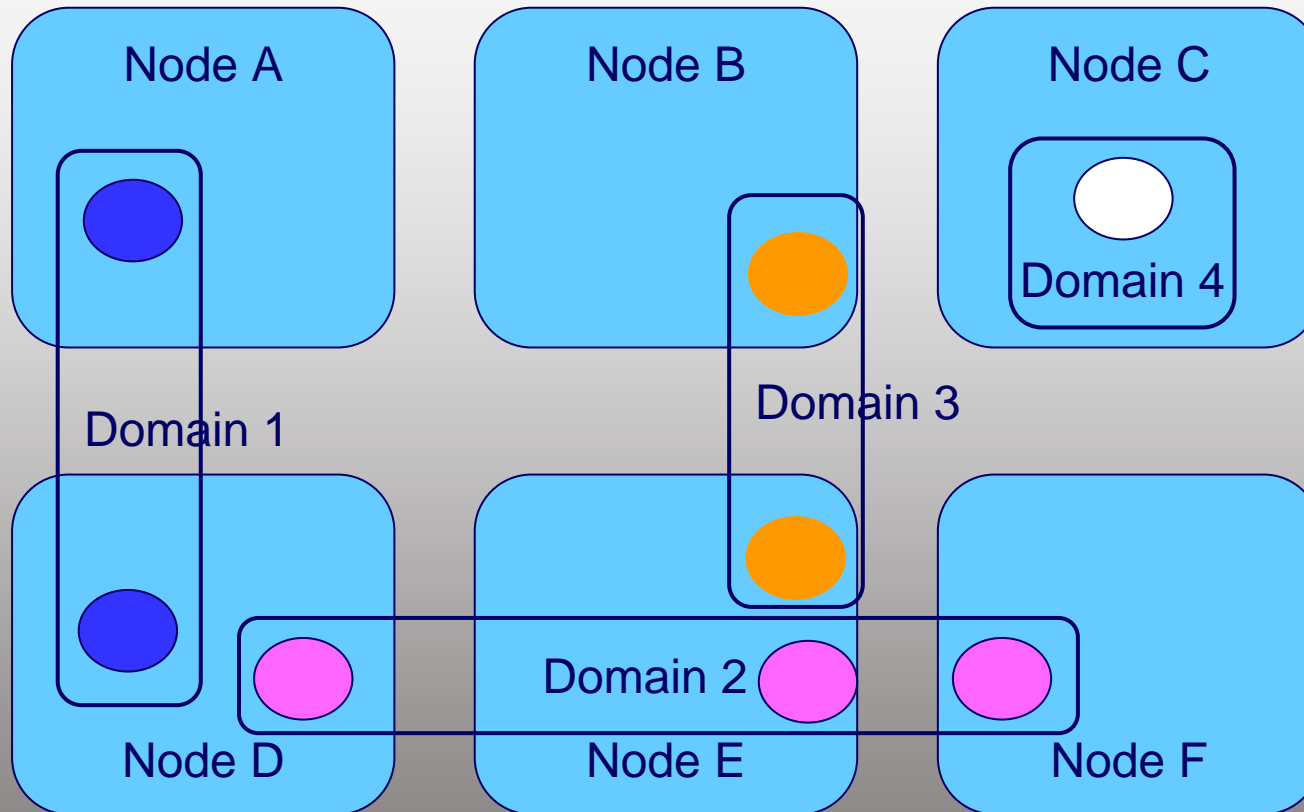 Node A
Node B
Node C
Domain 4
Domain 3
Domain 1
Domain 2
Node D
Node E
Node F